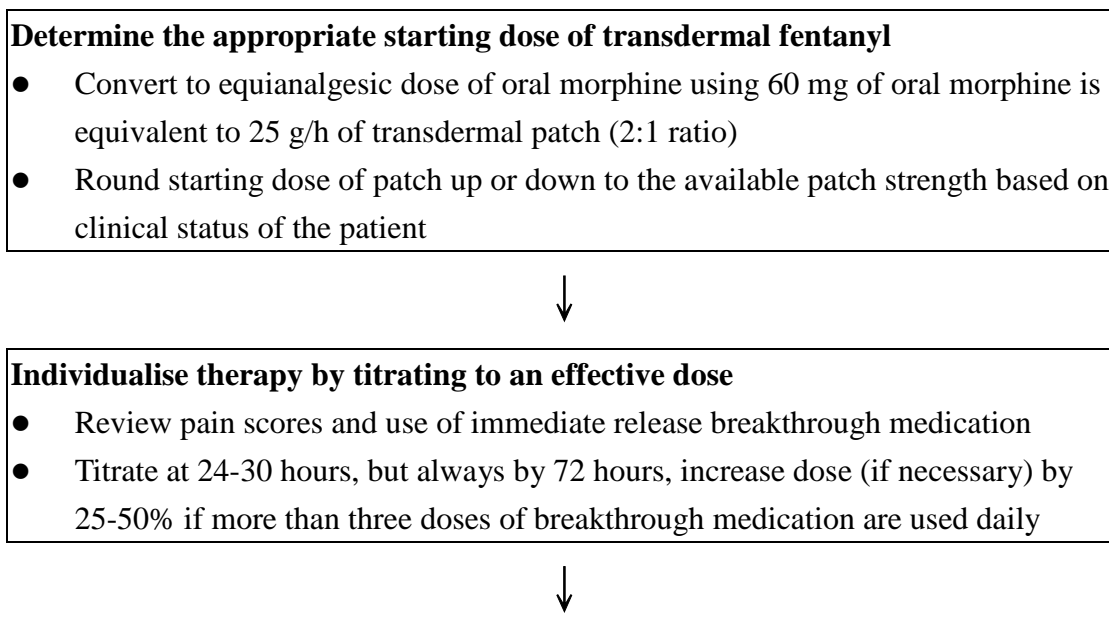 Determine the appropriate starting dose of transdermal fentanyl
● Convert to equianalgesic dose of oral morphine using 60 mg of oral morphine is
equivalent to 25 g/h of transdermal patch (2:1 ratio)
● Round starting dose of patch up or down to the available patch strength based on
clinical status of the patient
↓
Individualise therapy by titrating to an effective dose
● Review pain scores and use of immediate release breakthrough medication
● Titrate at 24-30 hours, but always by 72 hours, increase dose (if necessary) by
25-50% if more than three doses of breakthrough medication are used daily
↓